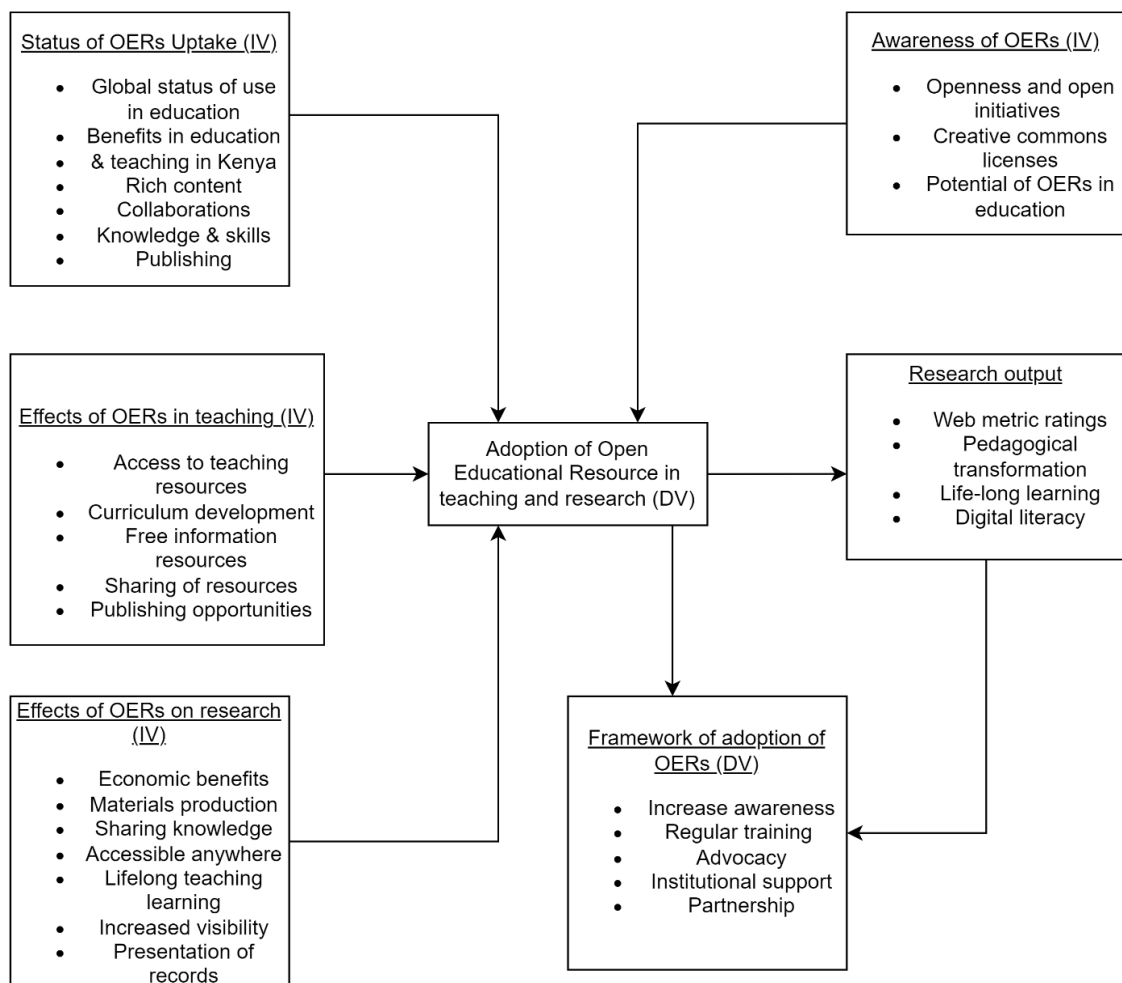 Status of OERs Uptake (IV)
• Global status of use
in education
• Benefits in education
• & teaching in Kenya
• Rich content
• Collaborations
• Knowledge & skills
• Publishing
Awareness of OERs (IV)
• Openness and open
initiatives
• Creative commons
licenses
• Potential of OERs in
education
Effects of OERs in teaching (IV)
• Access to teaching
resources
• Curriculum development
• Free information
resources
• Sharing of resources
• Publishing opportunities
Adoption of Open
Educational Resource in
teaching and research (DV)
Research output
• Web metric ratings
• Pedagogical
transformation
• Life-long learning
• Digital literacy
Effects of OERs on research
(IV)
• Economic benefits
• Materials production
• Sharing knowledge
• Accessible anywhere
• Lifelong teaching
learning
• Increased visibility
• Presentation of
records
Framework of adoption of
OERs (DV)
• Increase awareness
• Regular training
• Advocacy
• Institutional support
• Partnership